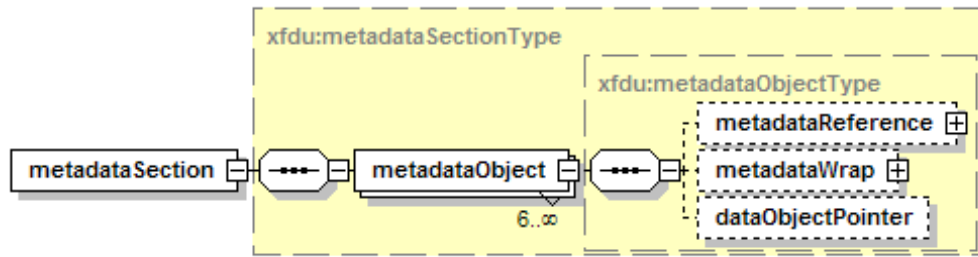 xfdu:metadataSectionType
xfdu:metadataObjectType
metadataReference
metadataSection
metadataObject
metadataWrap
6..∞
dataObjectPointer